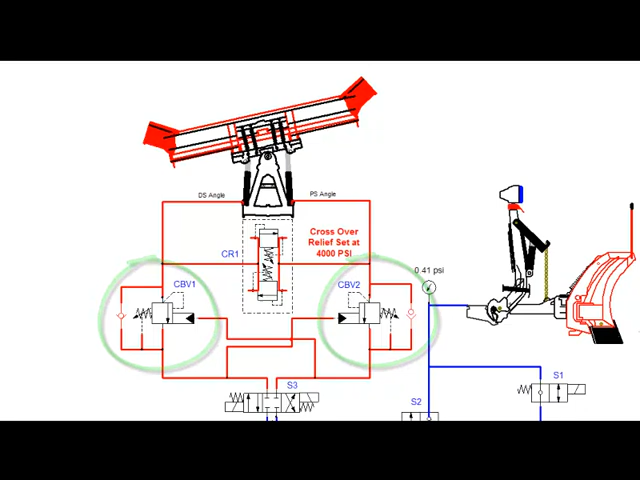 DS Angle
PS Angle
Cross Over
Relief Set at
4000 PSI
CR1
CBV1
CBV2
0.41 psi
S3
S2
S1